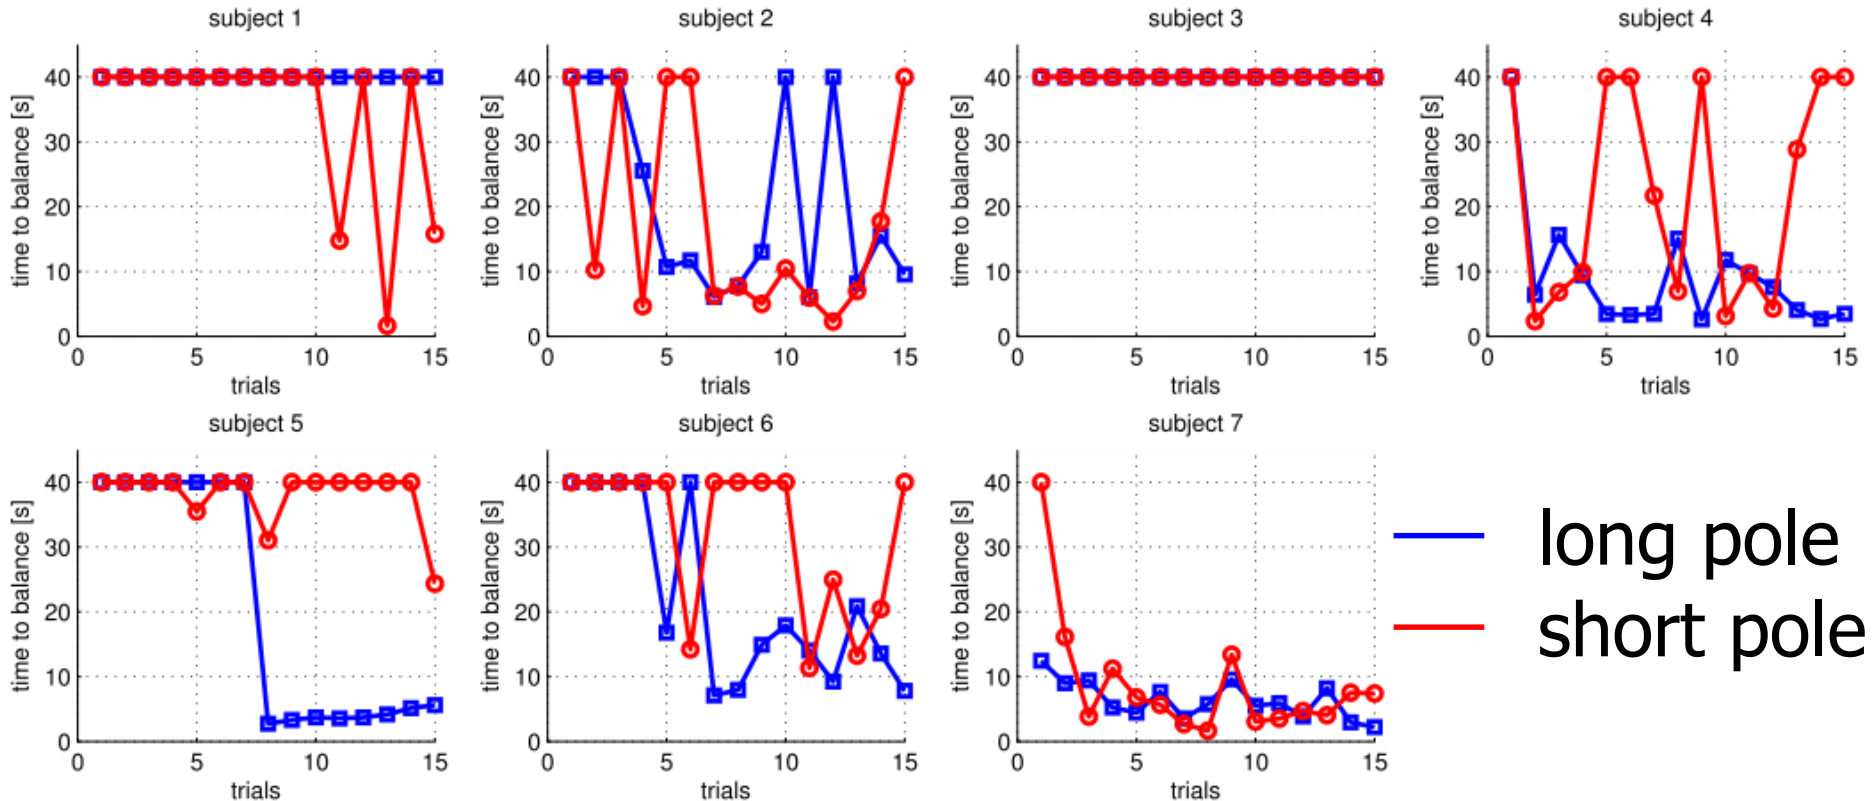 subject 1
subject 2
subject 3
subject 4
time to balance [s]
40
30
20
10
0
0 5 10 15
trials
time to balance [s]
40
30
20
10
0
0 5 10 15
trials
time to balance [s]
40
30
20
10
0
0 5 10 15
trials
time to balance [s]
40
30
20
10
0
0 5 10 15
trials
subject 5
subject 6
subject 7
time to balance [s]
40
30
20
10
0
0 5 10 15
trials
time to balance [s]
40
30
20
10
0
0 5 10 15
trials
time to balance [s]
40
30
20
10
0
0 5 10 15
trials
long pole
short pole